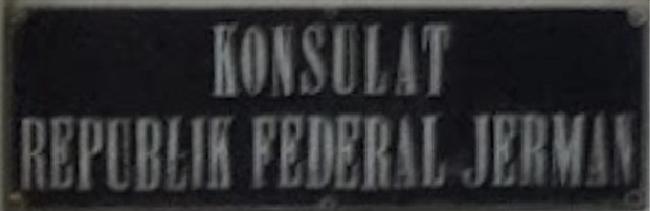 KONSULAT
REPUBLIK FEDERAL JERMAN